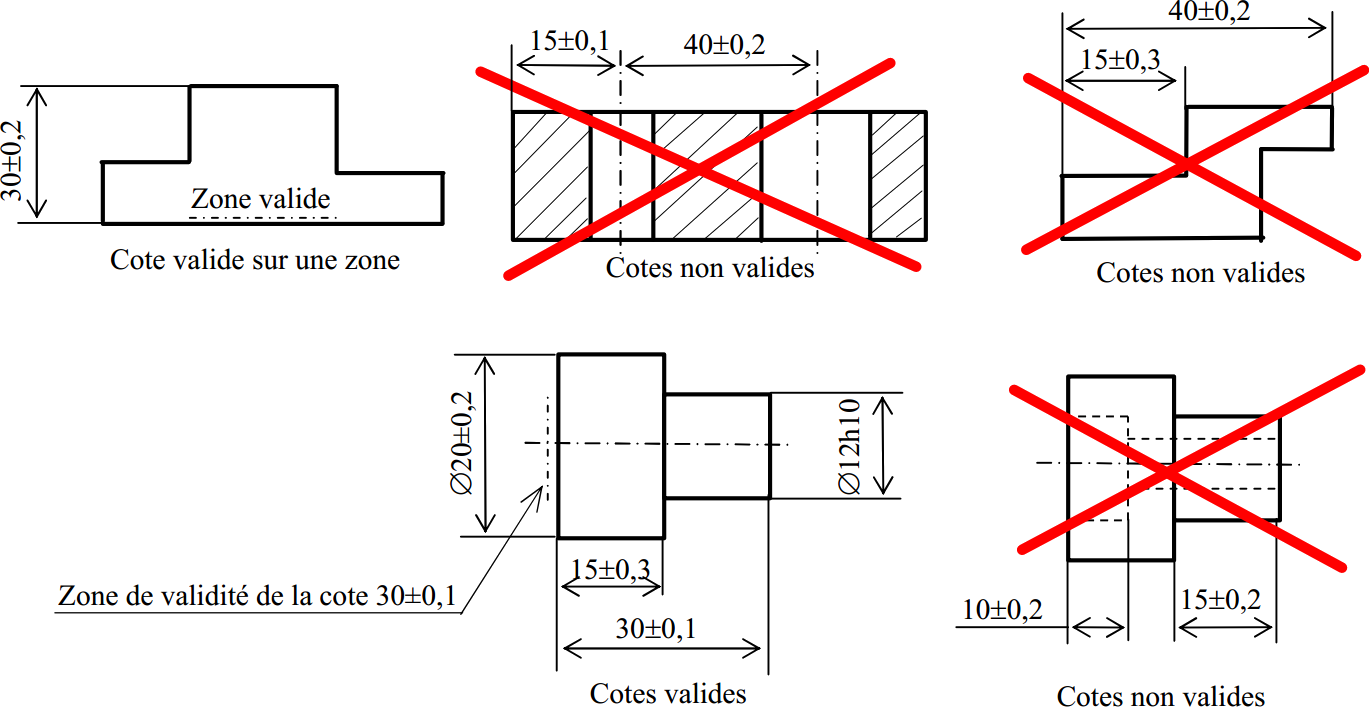 30±0,2
Zone valide
Cote valide sur une zone
15±0,1
40±0,2
Cotes non valides
40±0,2
15±0,3
Cotes non valides
∅20±0,2
∅12h10
Zone de validité de la cote 30±0,1
15±0,3
30±0,1
Cotes valides
10±0,2
15±0,2
Cotes non valides